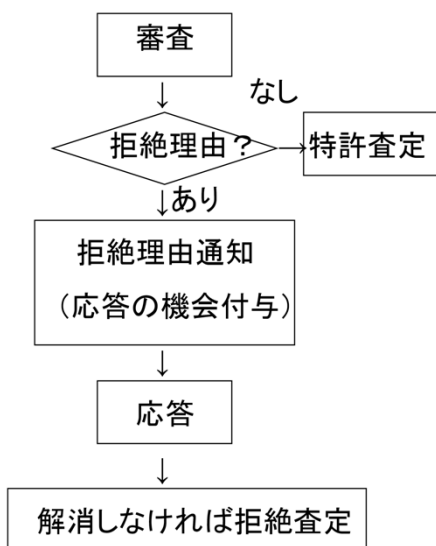 審査
↓
なし
拒絶理由？→特許査定
↓あり
拒絶理由通知
（応答の機会付与）
↓
応答
↓
解消しなければ拒絶査定